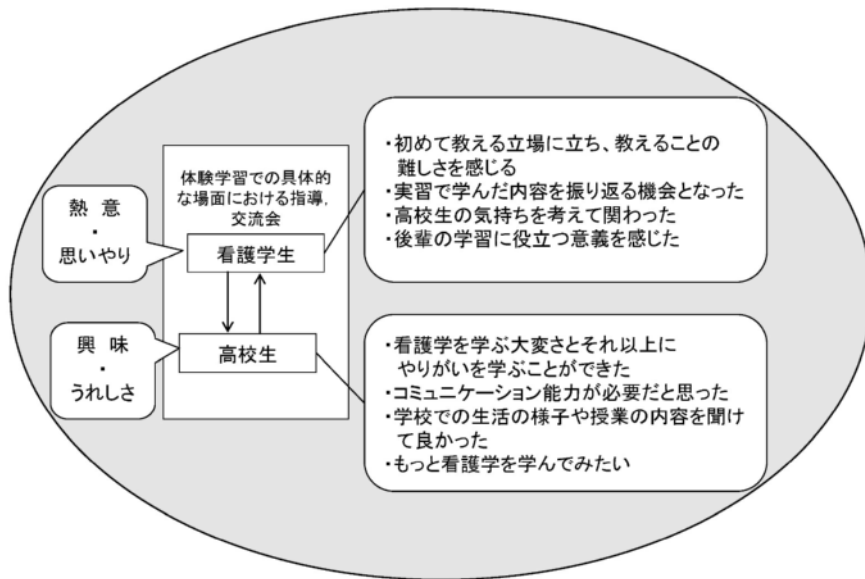 体験学習での具体的
な場面における指導,
交流会
熱　意
・
思いやり
看護学生
・初めて教える立場に立ち、教えることの
難しさを感じる
・実習で学んだ内容を振り返る機会となった
・高校生の気持ちを考えて関わった
・後輩の学習に役立つ意義を感じた
興　味
・
うれしさ
高校生
・看護学を学ぶ大変さとそれ以上に
やりがいを学ぶことができた
・コミュニケーション能力が必要だと思った
・学校での生活の様子や授業の内容を聞け
て良かった
・もっと看護学を学んでみたい